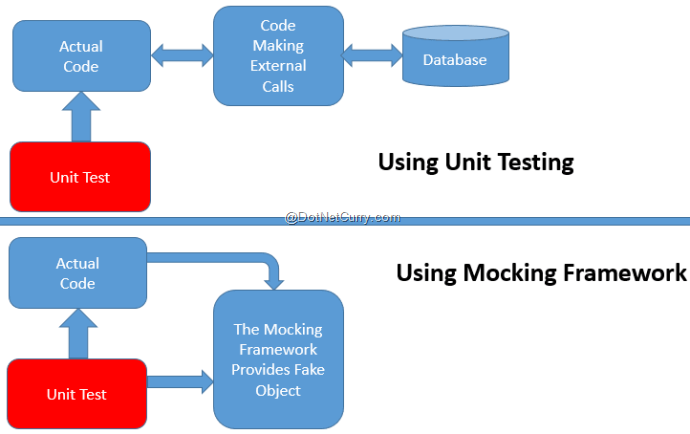 Actual
Code
Code
Making
External
Calls
Database
Unit Test
Using Unit Testing
@DotNetCurry.com
Actual
Code
Using Mocking Framework
The Mocking
Framework
Provides Fake
Object
Unit Test